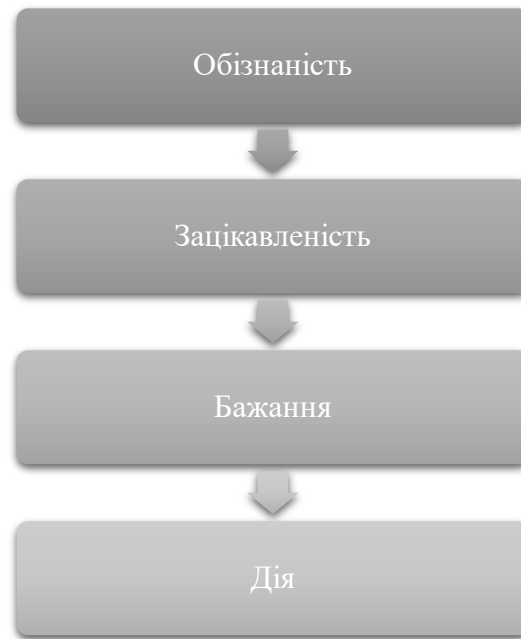 Обізнаність
Зацікавленість
Бажання
Дія